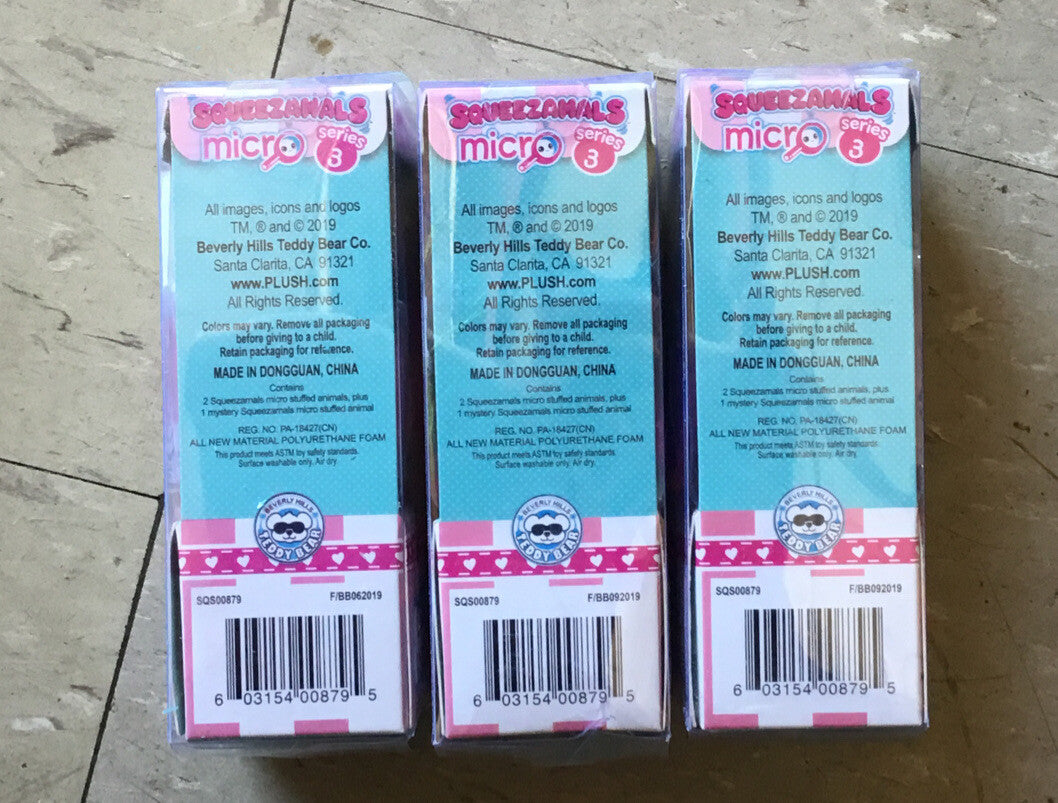 SQUEEZAMALS
micro
series
3
All images, icons and logos
TM, ® and © 2019
Beverly Hills Teddy Bear Co.
Santa Clarita, CA 91321
www.PLUSH.com
All Rights Reserved.
Colors may vary. Remove all packaging
before giving to a child.
Retain packaging for reference.
MADE IN DONGGUAN, CHINA
Contains
2 Squeezamals micro stuffed animals, plus
1 mystery Squeezamals micro stuffed animal
REG. NO. PA-18427(CN)
ALL NEW MATERIAL POLYURETHANE FOAM
This product meets ASTM toy safety standards.
Surface washable only. Air dry.
BEVERLY HILLS
TEDDY BEAR
SQS00879 F/BB062019
6 03154 00879 5
SQUEEZAMALS
micro
series
3
All images, icons and logos
TM, ® and © 2019
Beverly Hills Teddy Bear Co.
Santa Clarita, CA 91321
www.PLUSH.com
All Rights Reserved.
Colors may vary. Remove all packaging
before giving to a child.
Retain packaging for reference.
MADE IN DONGGUAN, CHINA
Contains
2 Squeezamals micro stuffed animals, plus
1 mystery Squeezamals micro stuffed animal
REG. NO. PA-18427(CN)
ALL NEW MATERIAL POLYURETHANE FOAM
This product meets ASTM toy safety standards.
Surface washable only. Air dry.
BEVERLY HILLS
TEDDY BEAR
SQS00879 F/BB092019
6 03154 00879 5
SQUEEZAMALS
micro
series
3
All images, icons and logos
TM, ® and © 2019
Beverly Hills Teddy Bear Co.
Santa Clarita, CA 91321
www.PLUSH.com
All Rights Reserved.
Colors may vary. Remove all packaging
before giving to a child.
Retain packaging for reference.
MADE IN DONGGUAN, CHINA
Contains
2 Squeezamals micro stuffed animals, plus
1 mystery Squeezamals micro stuffed animal
REG. NO. PA-18427(CN)
ALL NEW MATERIAL POLYURETHANE FOAM
This product meets ASTM toy safety standards.
Surface washable only. Air dry.
BEVERLY HILLS
TEDDY BEAR
SQS00879 F/BB092019
6 03154 00879 5